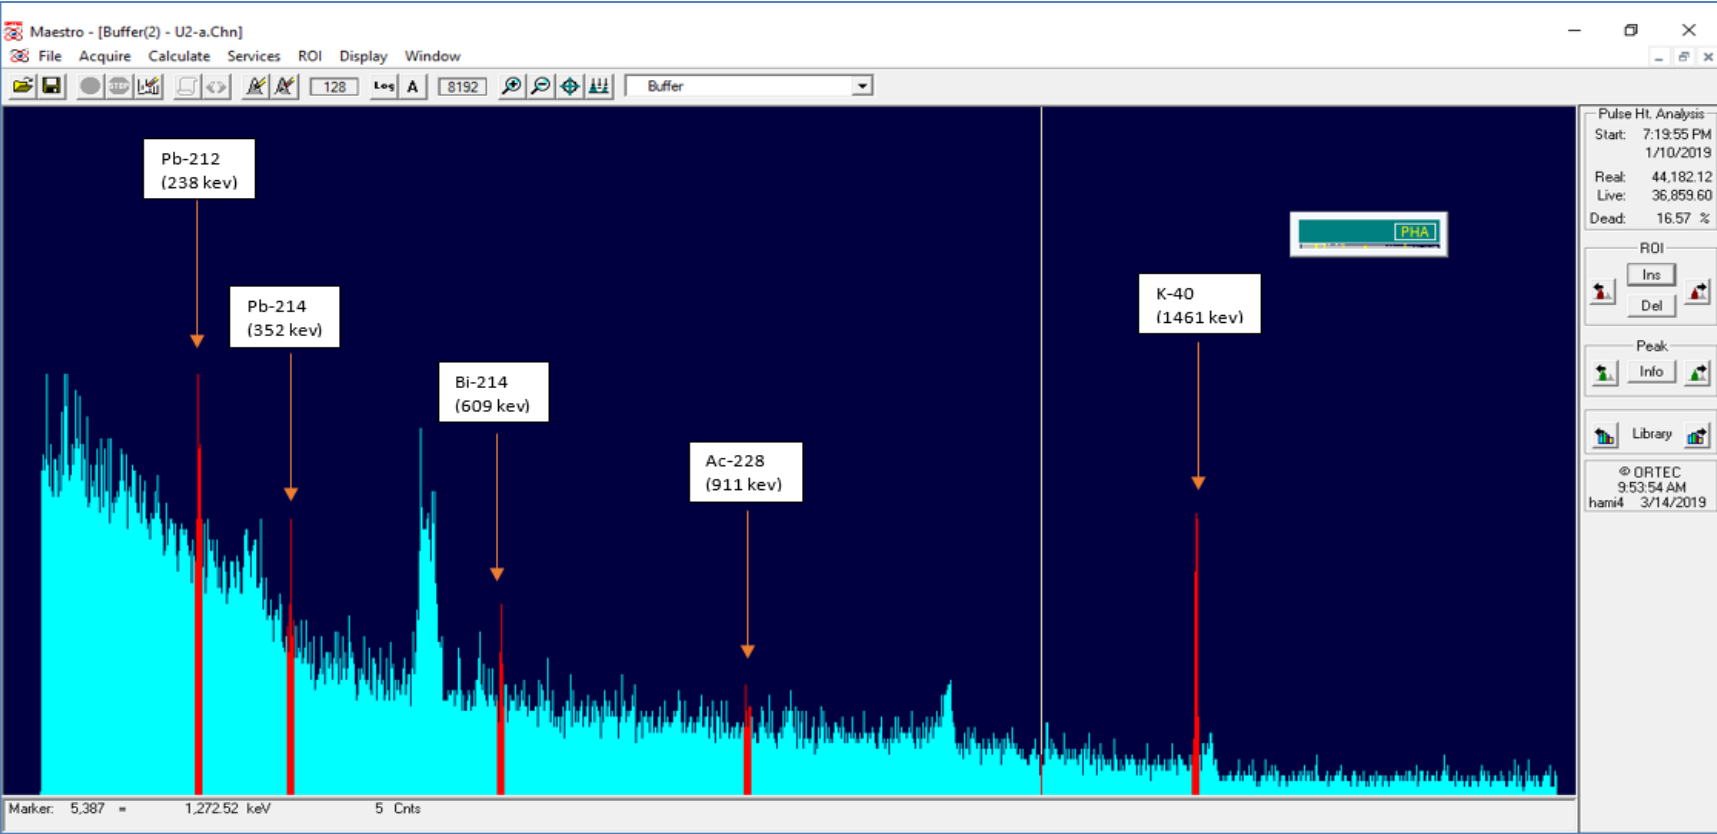 Maestro - [Buffer(2) - U2-a.Chn]
File Acquire Calculate Services ROI Display Window
STOP 128 Log A 8192 Buffer
Pulse Ht. Analysis
Start: 7:19:55 PM
1/10/2019
Real: 44,182.12
Live: 36,859.60
Dead: 16.57 %
ROI
Ins
Del
Peak
Info
Library
© ORTEC
9:53:54 AM
hami4 3/14/2019
Pb-212
(238 kev)
Pb-214
(352 kev)
Bi-214
(609 kev)
Ac-228
(911 kev)
K-40
(1461 kev)
PHA
Marker: 5,387 = 1,272.52 keV 5 Cnts